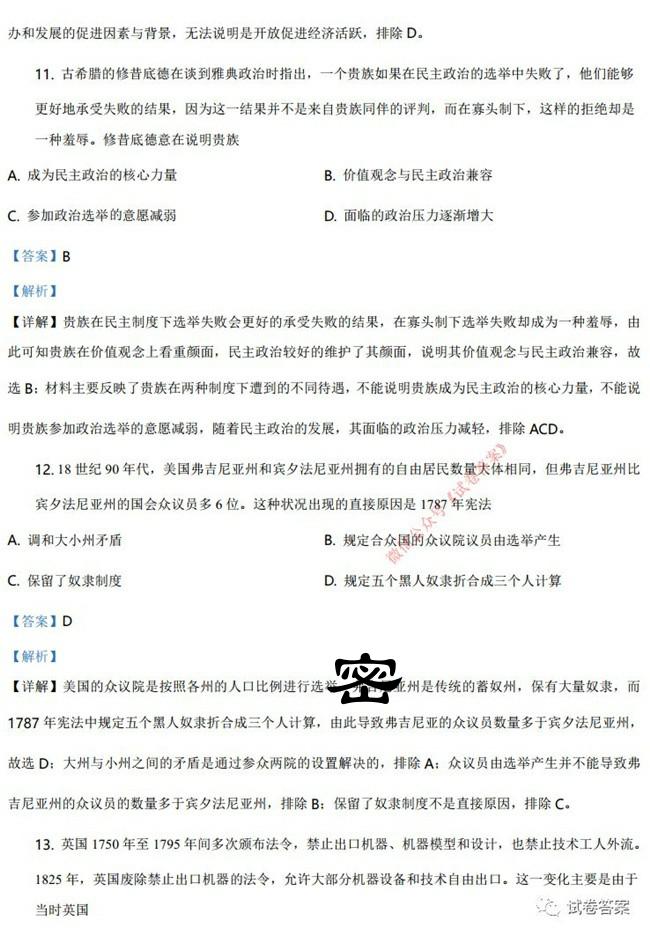 办和发展的促进因素与背景，无法说明是开放促进经济活跃，排除 D。
11. 古希腊的修昔底德在谈到雅典政治时指出，一个贵族如果在民主政治的选举中失败了，他们能够
更好地承受失败的结果，因为这一结果并不是来自贵族同伴的评判，而在寡头制下，这样的拒绝却是
一种羞辱。修昔底德意在说明贵族
A. 成为民主政治的核心力量 B. 价值观念与民主政治兼容
C. 参加政治选举的意愿减弱 D. 面临的政治压力逐渐增大
【答案】B
【解析】
【详解】贵族在民主制度下选举失败会更好的承受失败的结果，在寡头制下选举失败却成为一种羞辱，由
此可知贵族在价值观念上看重颜面，民主政治较好的维护了其颜面，说明其价值观念与民主政治兼容，故
选 B；材料主要反映了贵族在两种制度下遭到的不同待遇，不能说明贵族成为民主政治的核心力量，不能说
明贵族参加政治选举的意愿减弱，随着民主政治的发展，其面临的政治压力减轻，排除 ACD。
12. 18 世纪 90 年代，美国弗吉尼亚州和宾夕法尼亚州拥有的自由居民数量大体相同，但弗吉尼亚州比
宾夕法尼亚州的国会众议员多 6 位。这种状况出现的直接原因是 1787 年宪法
A. 调和大小州矛盾 B. 规定合众国的众议院议员由选举产生
C. 保留了奴隶制度 D. 规定五个黑人奴隶折合成三个人计算
微信公众号《试卷答案》
【答案】D
【解析】
密
【详解】美国的众议院是按照各州的人口比例进行选举，弗吉尼亚州是传统的蓄奴州，保有大量奴隶，而
1787 年宪法中规定五个黑人奴隶折合成三个人计算，由此导致弗吉尼亚的众议员数量多于宾夕法尼亚州，
故选 D；大州与小州之间的矛盾是通过参众两院的设置解决的，排除 A；众议员由选举产生并不能导致弗
吉尼亚州的众议员的数量多于宾夕法尼亚州，排除 B；保留了奴隶制度不是直接原因，排除 C。
13. 英国 1750 年至 1795 年间多次颁布法令，禁止出口机器、机器模型和设计，也禁止技术工人外流。
1825 年，英国废除禁止出口机器的法令，允许大部分机器设备和技术自由出口。这一变化主要是由于
当时英国
试卷答案